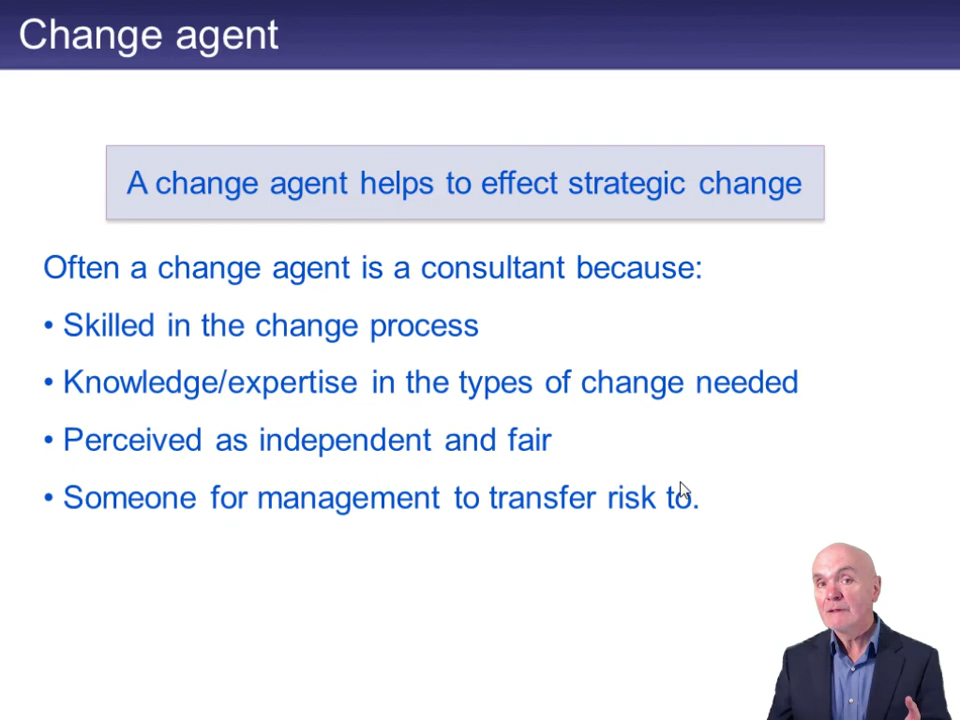 Change agent
A change agent helps to effect strategic change
Often a change agent is a consultant because:
• Skilled in the change process
• Knowledge/expertise in the types of change needed
• Perceived as independent and fair
• Someone for management to transfer risk to.